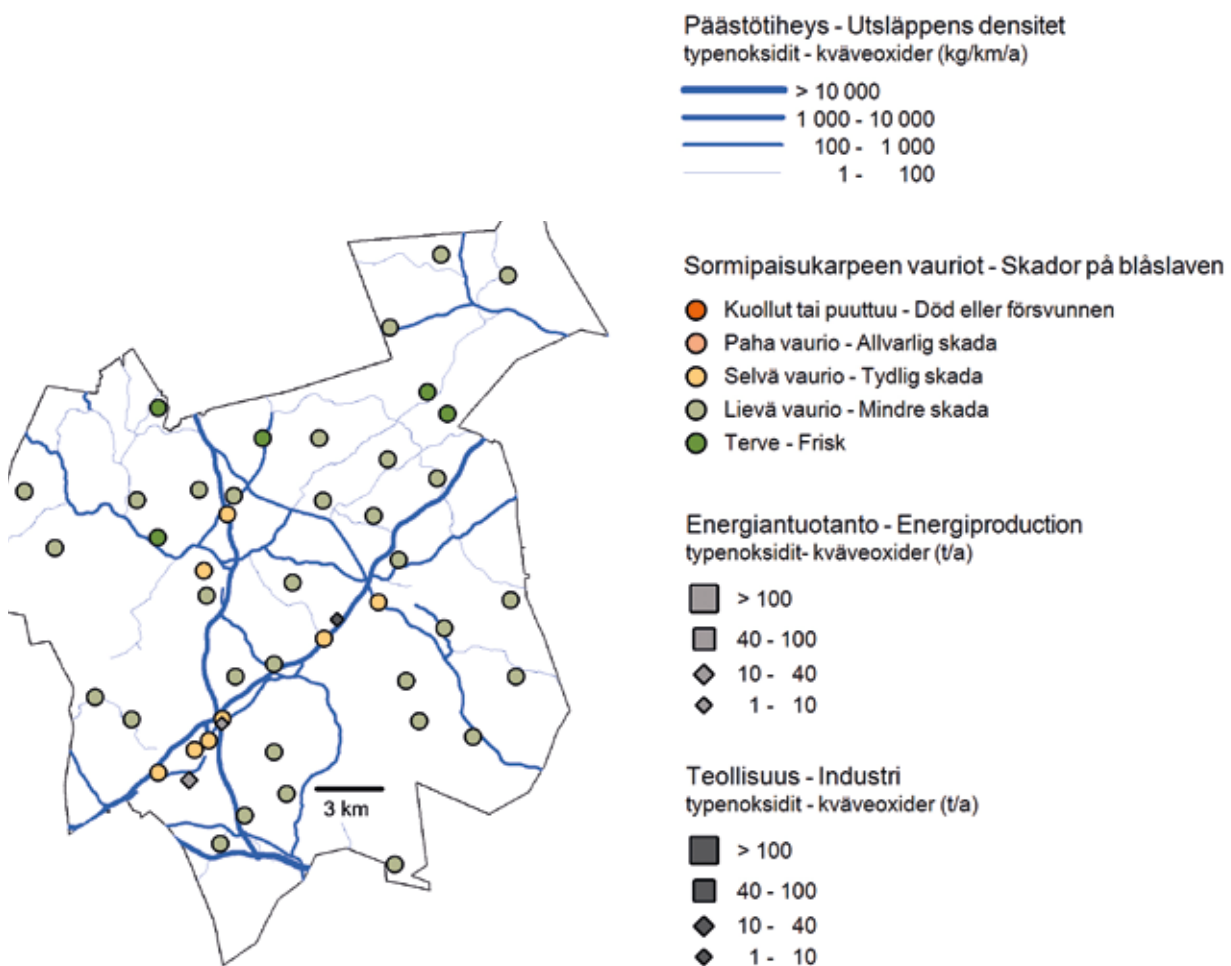 Päästötiheys - Utsläppens densitet
typenoksidit - kväveoxider (kg/km/a)
> 10 000
1 000 - 10 000
100 - 1 000
1 - 100
Sormipaisukarpeen vauriot - Skador på blåslaven
Kuollut tai puuttuu - Död eller försvunnen
Paha vaurio - Allvarlig skada
Selvä vaurio - Tydlig skada
Lievä vaurio - Mindre skada
Terve - Frisk
Energiantuotanto - Energiproduction
typenoksidit- kväveoxider (t/a)
> 100
40 - 100
10 - 40
1 - 10
Teollisuus - Industri
typenoksidit - kväveoxider (t/a)
> 100
40 - 100
10 - 40
1 - 10
3 km